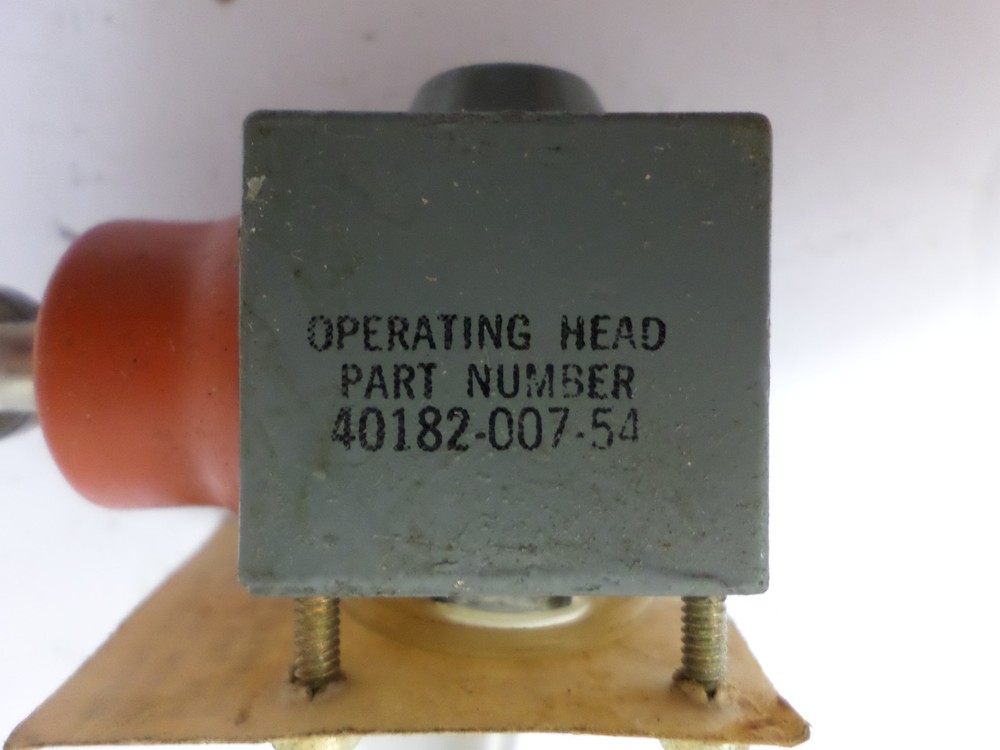 OPERATING HEAD
PART NUMBER
40182-007-54